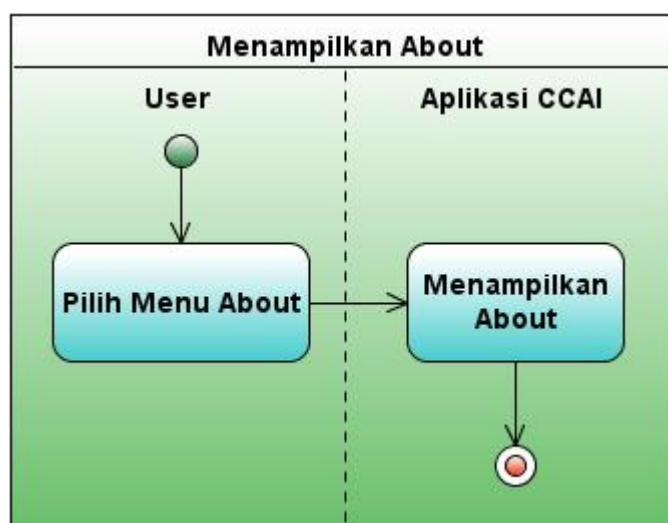 Menampilkan About
User
Aplikasi CCAI
Pilih Menu About
Menampilkan
About